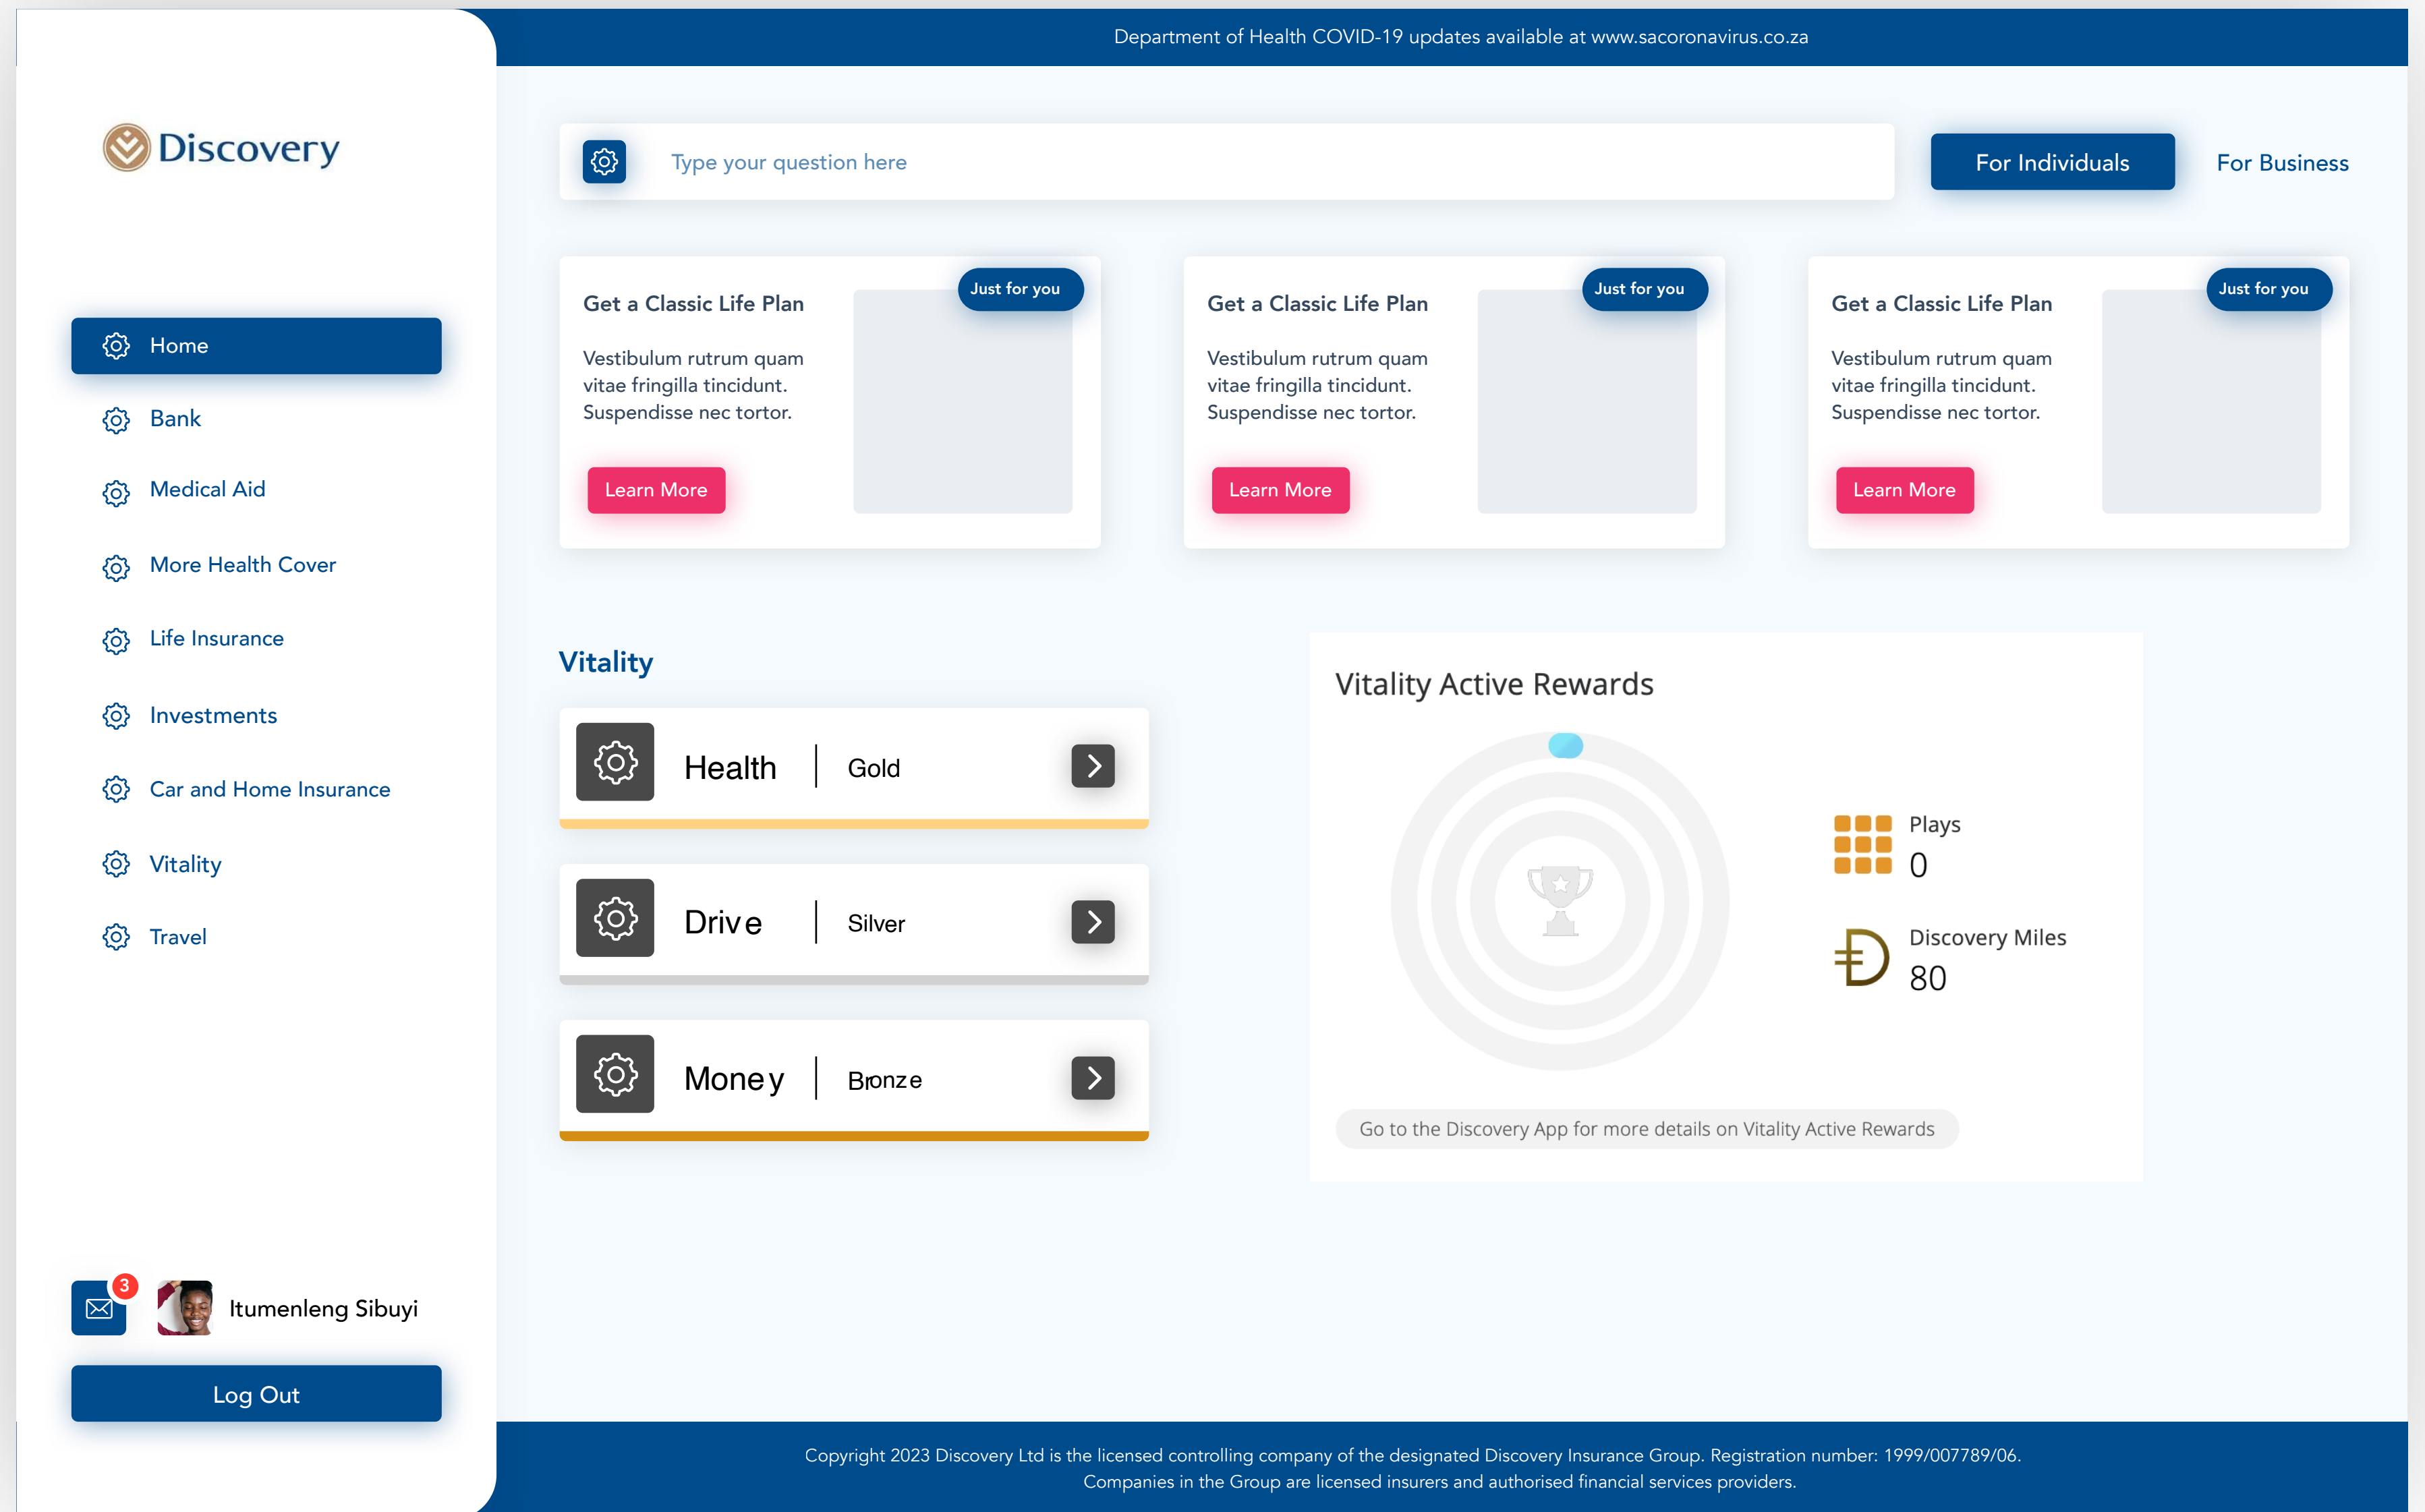 Department of Health COVID-19 updates available at www.sacoronavirus.co.za
Discovery
Home
Bank
Medical Aid
More Health Cover
Life Insurance
Investments
Car and Home Insurance
Vitality
Travel
3
Itumenleng Sibuyi
Log Out
Type your question here
For Individuals
For Business
Just for you
Get a Classic Life Plan
Vestibulum rutrum quam
vitae fringilla tincidunt.
Suspendisse nec tortor.
Learn More
Just for you
Get a Classic Life Plan
Vestibulum rutrum quam
vitae fringilla tincidunt.
Suspendisse nec tortor.
Learn More
Just for you
Get a Classic Life Plan
Vestibulum rutrum quam
vitae fringilla tincidunt.
Suspendisse nec tortor.
Learn More
Vitality
Health | Gold
Drive | Silver
Money | Bronze
Vitality Active Rewards
Plays
0
Discovery Miles
80
Go to the Discovery App for more details on Vitality Active Rewards
Copyright 2023 Discovery Ltd is the licensed controlling company of the designated Discovery Insurance Group. Registration number: 1999/007789/06.
Companies in the Group are licensed insurers and authorised financial services providers.